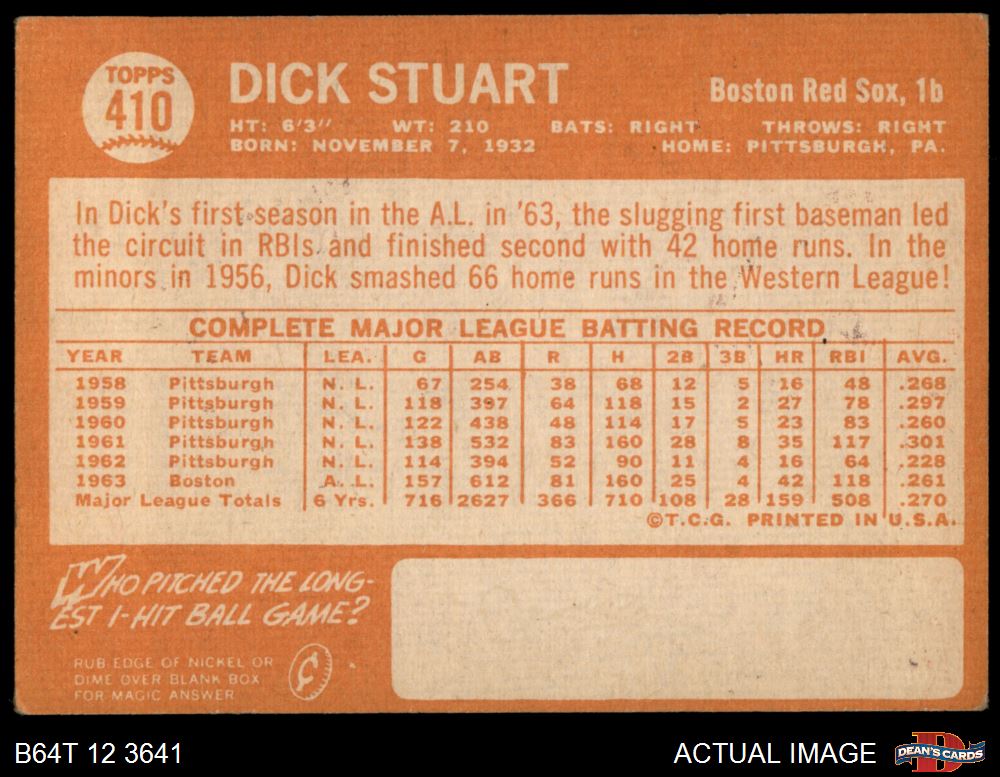 TOPPS
410
DICK STUART
Boston Red Sox, 1b
HT: 6'3" WT: 210 BATS: RIGHT THROWS: RIGHT
BORN: NOVEMBER 7, 1932 HOME: PITTSBURGH, PA.
In Dick's first season in the A.L. in '63, the slugging first baseman led
the circuit in RBIs and finished second with 42 home runs. In the
minors in 1956, Dick smashed 66 home runs in the Western League!
COMPLETE MAJOR LEAGUE BATTING RECORD
YEAR TEAM LEA. G AB R H 2B 3B HR RBI AVG.
1958 Pittsburgh N. L. 67 254 38 68 12 5 16 48 .268
1959 Pittsburgh N. L. 118 397 64 118 15 2 27 78 .297
1960 Pittsburgh N. L. 122 438 48 114 17 5 23 83 .260
1961 Pittsburgh N. L. 138 532 83 160 28 8 35 117 .301
1962 Pittsburgh N. L. 114 394 52 90 11 4 16 64 .228
1963 Boston A. L. 157 612 81 160 25 4 42 118 .261
Major League Totals 6 Yrs. 716 2627 366 710 108 28 159 508 .270
©T.C.G. PRINTED IN U.S.A.
WHO PITCHED THE LONG-
EST 1-HIT BALL GAME?
RUB EDGE OF NICKEL OR
DIME OVER BLANK BOX
FOR MAGIC ANSWER
B64T 12 3641
ACTUAL IMAGE
DEAN'S CARDS